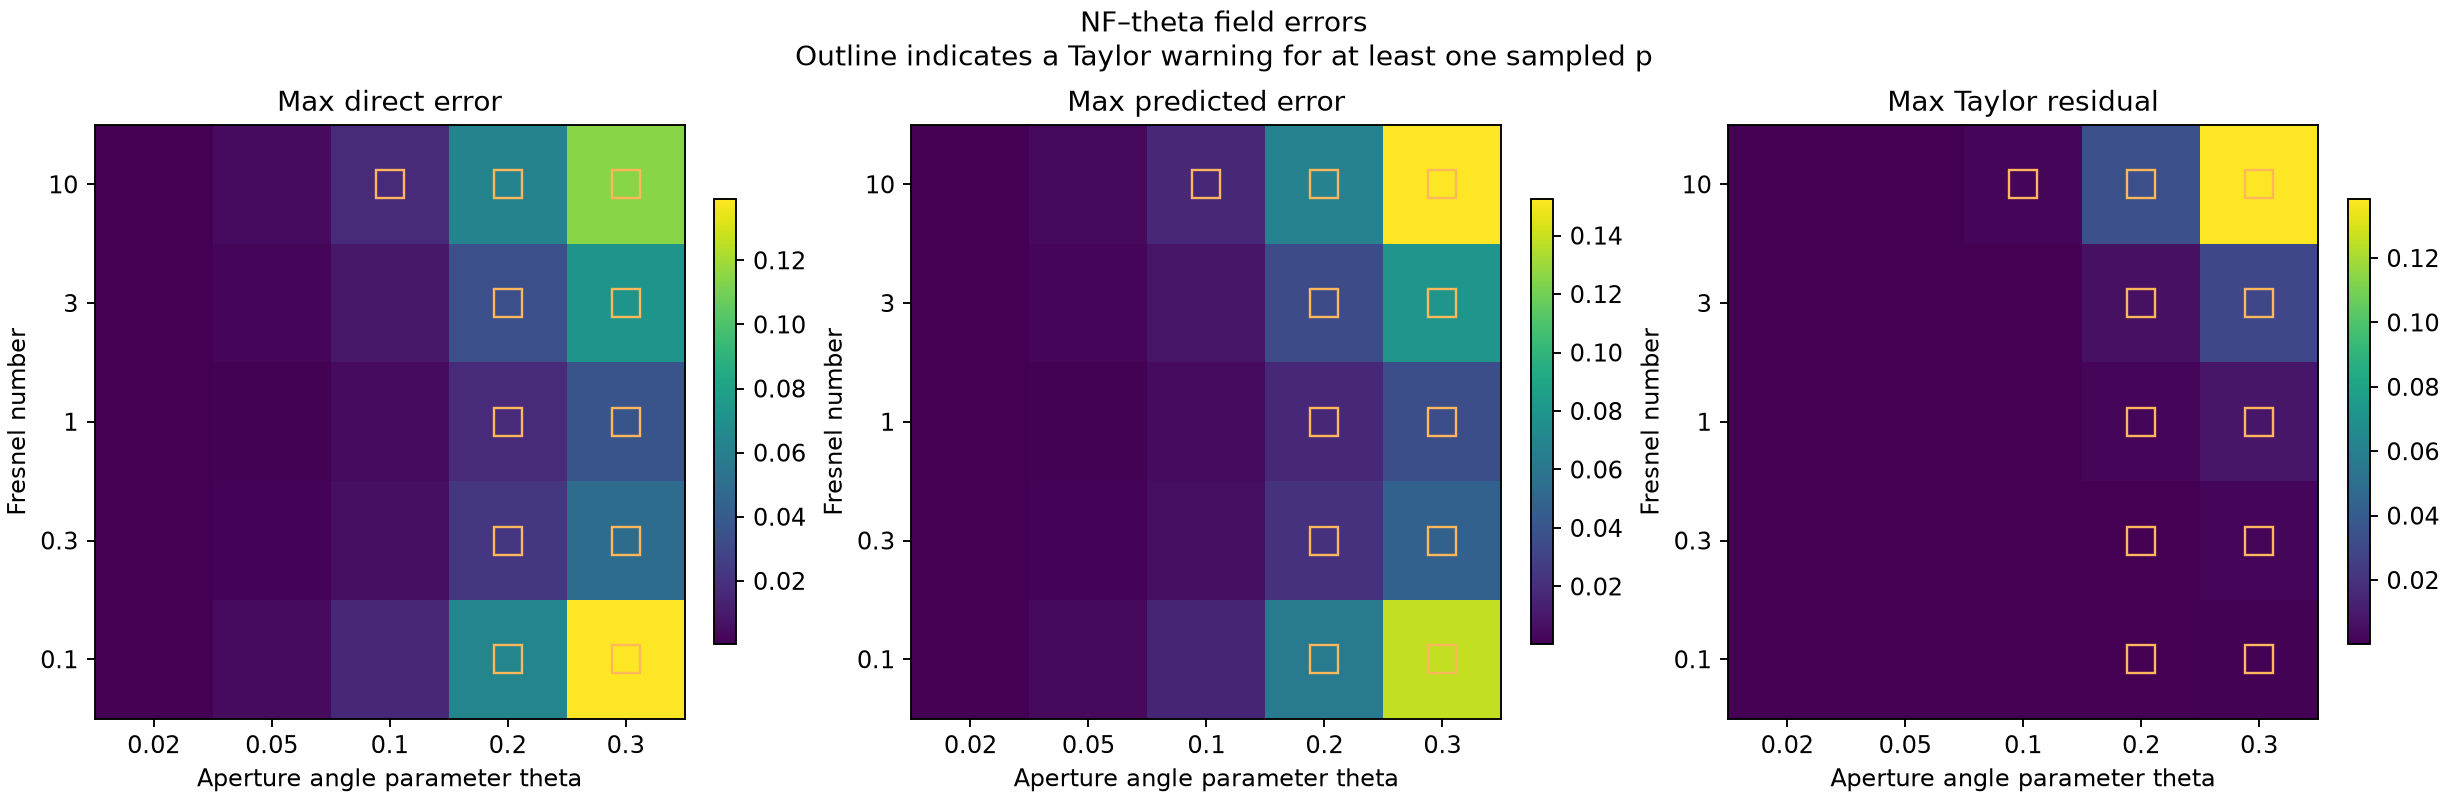 NF–theta field errors
Outline indicates a Taylor warning for at least one sampled p
Max direct error
Fresnel number
10
3
1
0.3
0.1
0.02 0.05 0.1 0.2 0.3
Aperture angle parameter theta
0.12
0.10
0.08
0.06
0.04
0.02
Max predicted error
Fresnel number
10
3
1
0.3
0.1
0.02 0.05 0.1 0.2 0.3
Aperture angle parameter theta
0.14
0.12
0.10
0.08
0.06
0.04
0.02
Max Taylor residual
Fresnel number
10
3
1
0.3
0.1
0.02 0.05 0.1 0.2 0.3
Aperture angle parameter theta
0.12
0.10
0.08
0.06
0.04
0.02